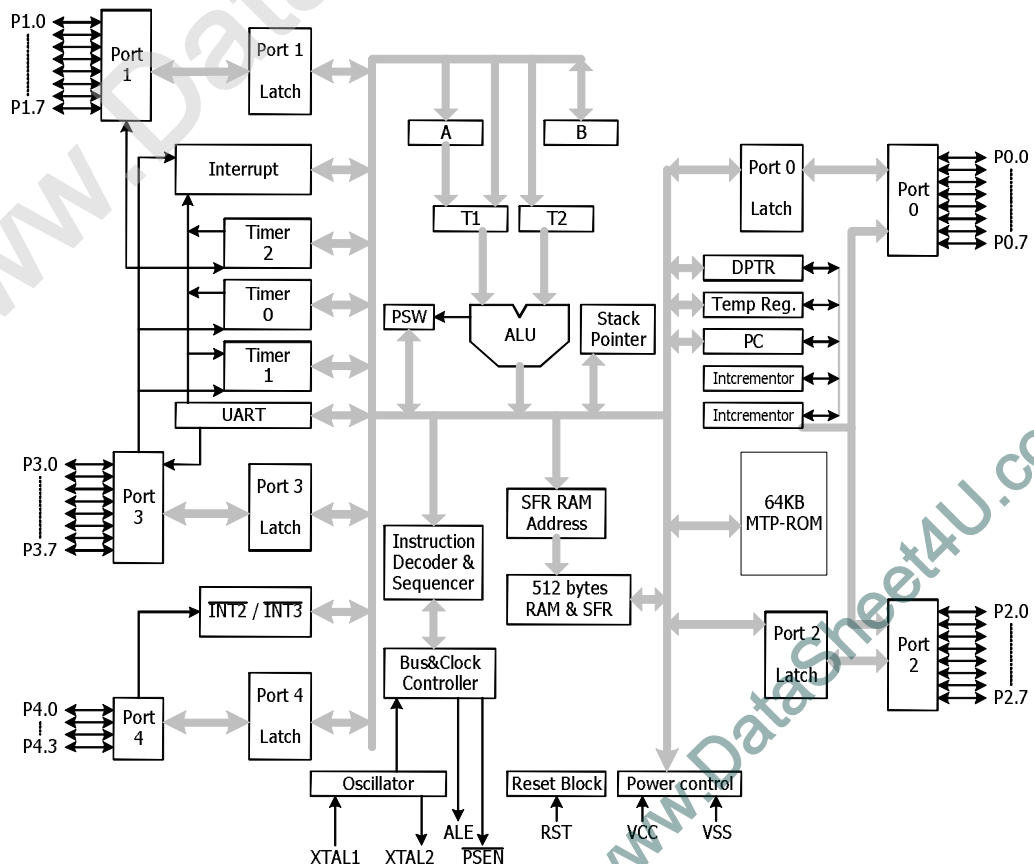 P1.0
P1.7
Port
1
Port 1
Latch
A
B
Interrupt
T1
T2
Timer
2
Timer
0
Timer
1
UART
PSW
ALU
Stack
Pointer
Port 0
Latch
Port
0
P0.0
P0.7
DPTR
Temp Reg.
PC
Intcrementor
Intcrementor
P3.0
P3.7
Port
3
Port 3
Latch
Instruction
Decoder &
Sequencer
SFR RAM
Address
512 bytes
RAM & SFR
64KB
MTP-ROM
INT2 / INT3
Bus&Clock
Controller
Port 2
Latch
Port
2
P2.0
P2.7
P4.0
P4.3
Port
4
Port 4
Latch
Oscillator
Reset Block
Power control
XTAL1
XTAL2
ALE
PSEN
RST
VCC
VSS
www.Data
www.DataSheet4U.co